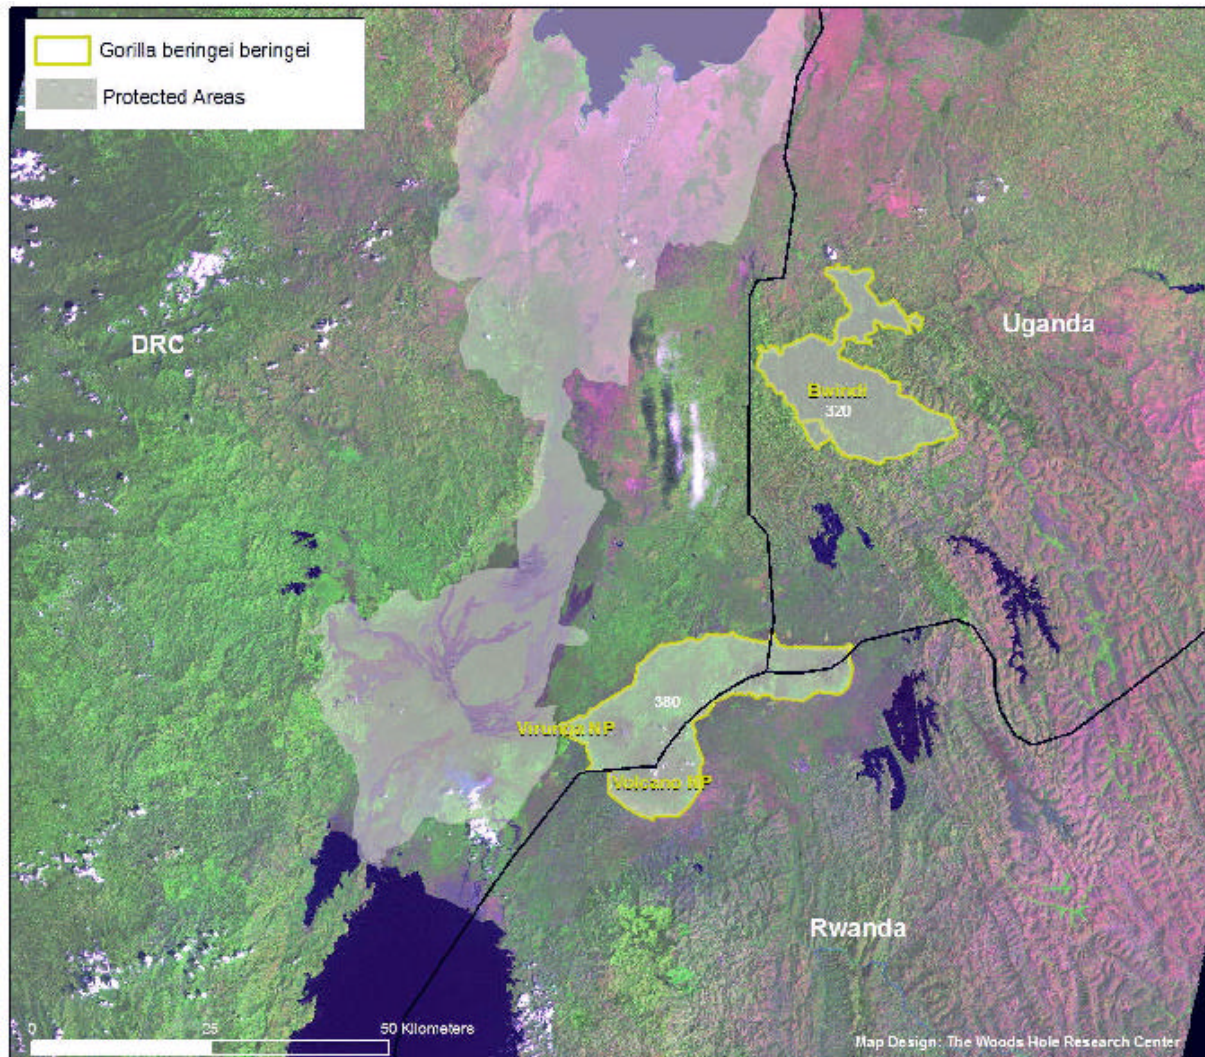 Gorilla beringei beringei
Protected Areas
DRC
Uganda
Bwindi
320
380
Virunga NP
Volcano NP
Rwanda
0 25 50 Kilometers
Map Design: The Woods Hole Research Center